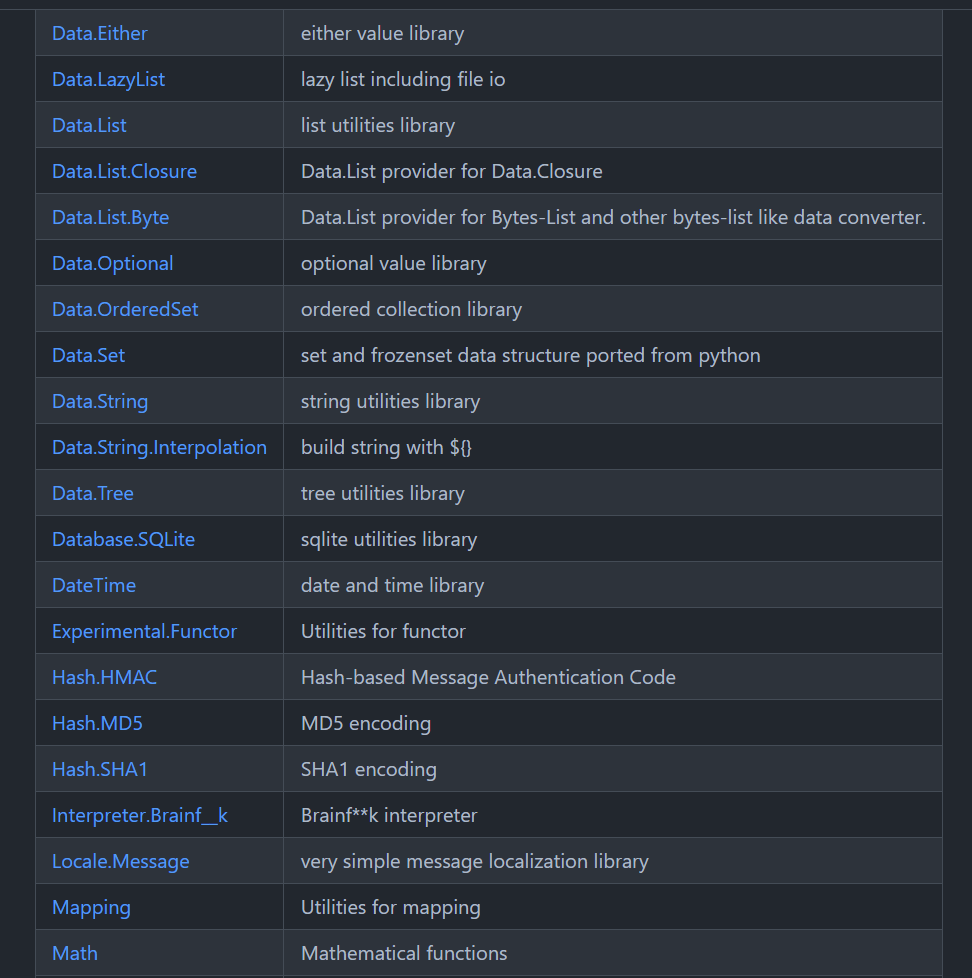 Data.Either either value library
Data.LazyList lazy list including file io
Data.List list utilities library
Data.List.Closure Data.List provider for Data.Closure
Data.List.Byte Data.List provider for Bytes-List and other bytes-list like data converter.
Data.Optional optional value library
Data.OrderedSet ordered collection library
Data.Set set and frozenset data structure ported from python
Data.String string utilities library
Data.String.Interpolation build string with ${}
Data.Tree tree utilities library
Database.SQLite sqlite utilities library
DateTime date and time library
Experimental.Functor Utilities for functor
Hash.HMAC Hash-based Message Authentication Code
Hash.MD5 MD5 encoding
Hash.SHA1 SHA1 encoding
Interpreter.Brainf__k Brainf**k interpreter
Locale.Message very simple message localization library
Mapping Utilities for mapping
Math Mathematical functions